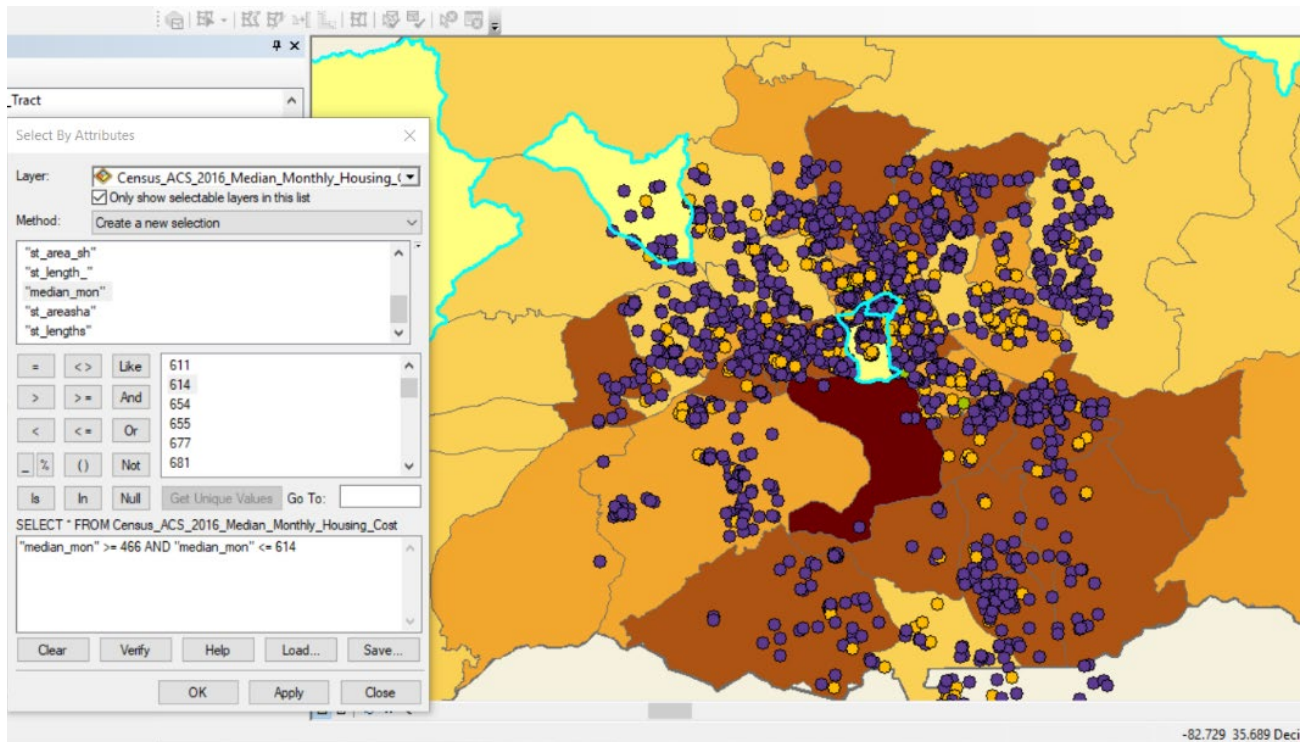 _Tract
Select By Attributes
Layer: Census_ACS_2016_Median_Monthly_Housing_C
Only show selectable layers in this list
Method: Create a new selection
"st_area_sh"
"st_length_"
"median_mon"
"st_areasha"
"st_lengths"
= < > Like
> > = And
< < = Or
_ % ( ) Not
Is In Null
611
614
654
655
677
681
Get Unique Values Go To:
SELECT * FROM Census_ACS_2016_Median_Monthly_Housing_Cost
"median_mon" >= 466 AND "median_mon" <= 614
Clear Verify Help Load... Save...
OK Apply Close
-82.729 35.689 Deci